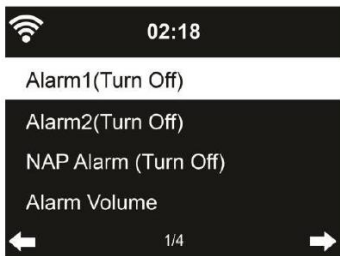 02:18
Alarm1(Turn Off)
Alarm2(Turn Off)
NAP Alarm (Turn Off)
Alarm Volume
1/4